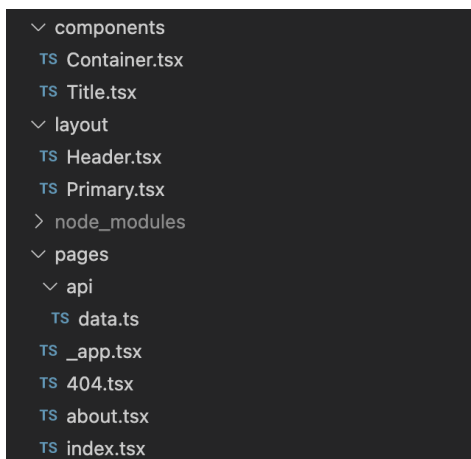 components
TS Container.tsx
TS Title.tsx
layout
TS Header.tsx
TS Primary.tsx
node_modules
pages
api
TS data.ts
TS _app.tsx
TS 404.tsx
TS about.tsx
TS index.tsx